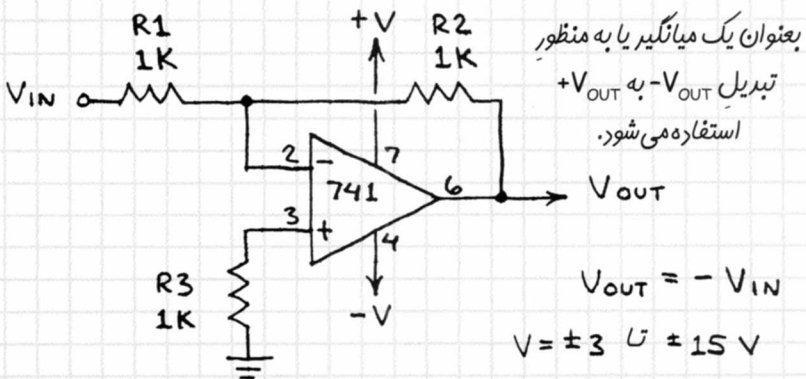 R1
1K
+V
R2
1K
بعنوان یک میانگیر یا به منظورِ
تبدیلِ -VOUT به +VOUT
استفاده می شود.
VIN
2
-
7
741
6
VOUT
3
+
4
R3
1K
-V
VOUT = - VIN
V = ±3 تا ±15 V